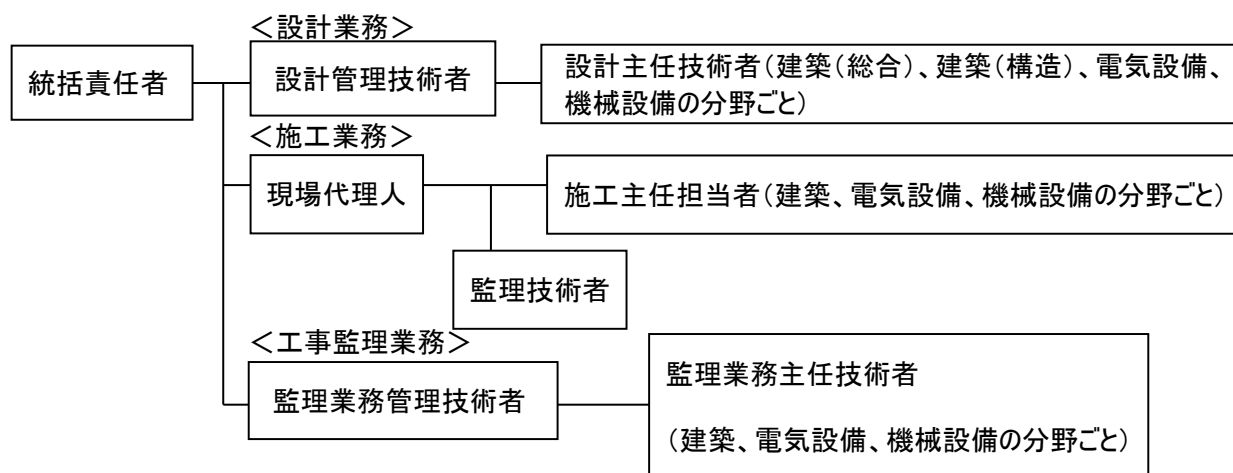 ＜設計業務＞
統括責任者
設計管理技術者
設計主任技術者（建築（総合）、建築（構造）、電気設備、
機械設備の分野ごと）
＜施工業務＞
現場代理人
施工主任担当者（建築、電気設備、機械設備の分野ごと）
監理技術者
＜工事監理業務＞
監理業務管理技術者
監理業務主任技術者
（建築、電気設備、機械設備の分野ごと）